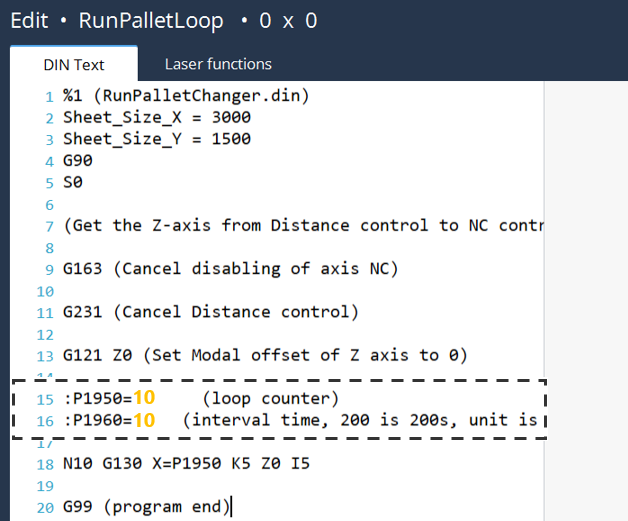 Edit • RunPalletLoop • 0 x 0
DIN Text Laser functions
1 %1 (RunPalletChanger.din)
2 Sheet_Size_X = 3000
3 Sheet_Size_Y = 1500
4 G90
5 S0
6
7 (Get the Z-axis from Distance control to NC contr
8
9 G163 (Cancel disabling of axis NC)
10
11 G231 (Cancel Distance control)
12
13 G121 Z0 (Set Modal offset of Z axis to 0)
14
15 :P1950=10 (loop counter)
16 :P1960=10 (interval time, 200 is 200s, unit is
17
18 N10 G130 X=P1950 K5 Z0 I5
19
20 G99 (program end)